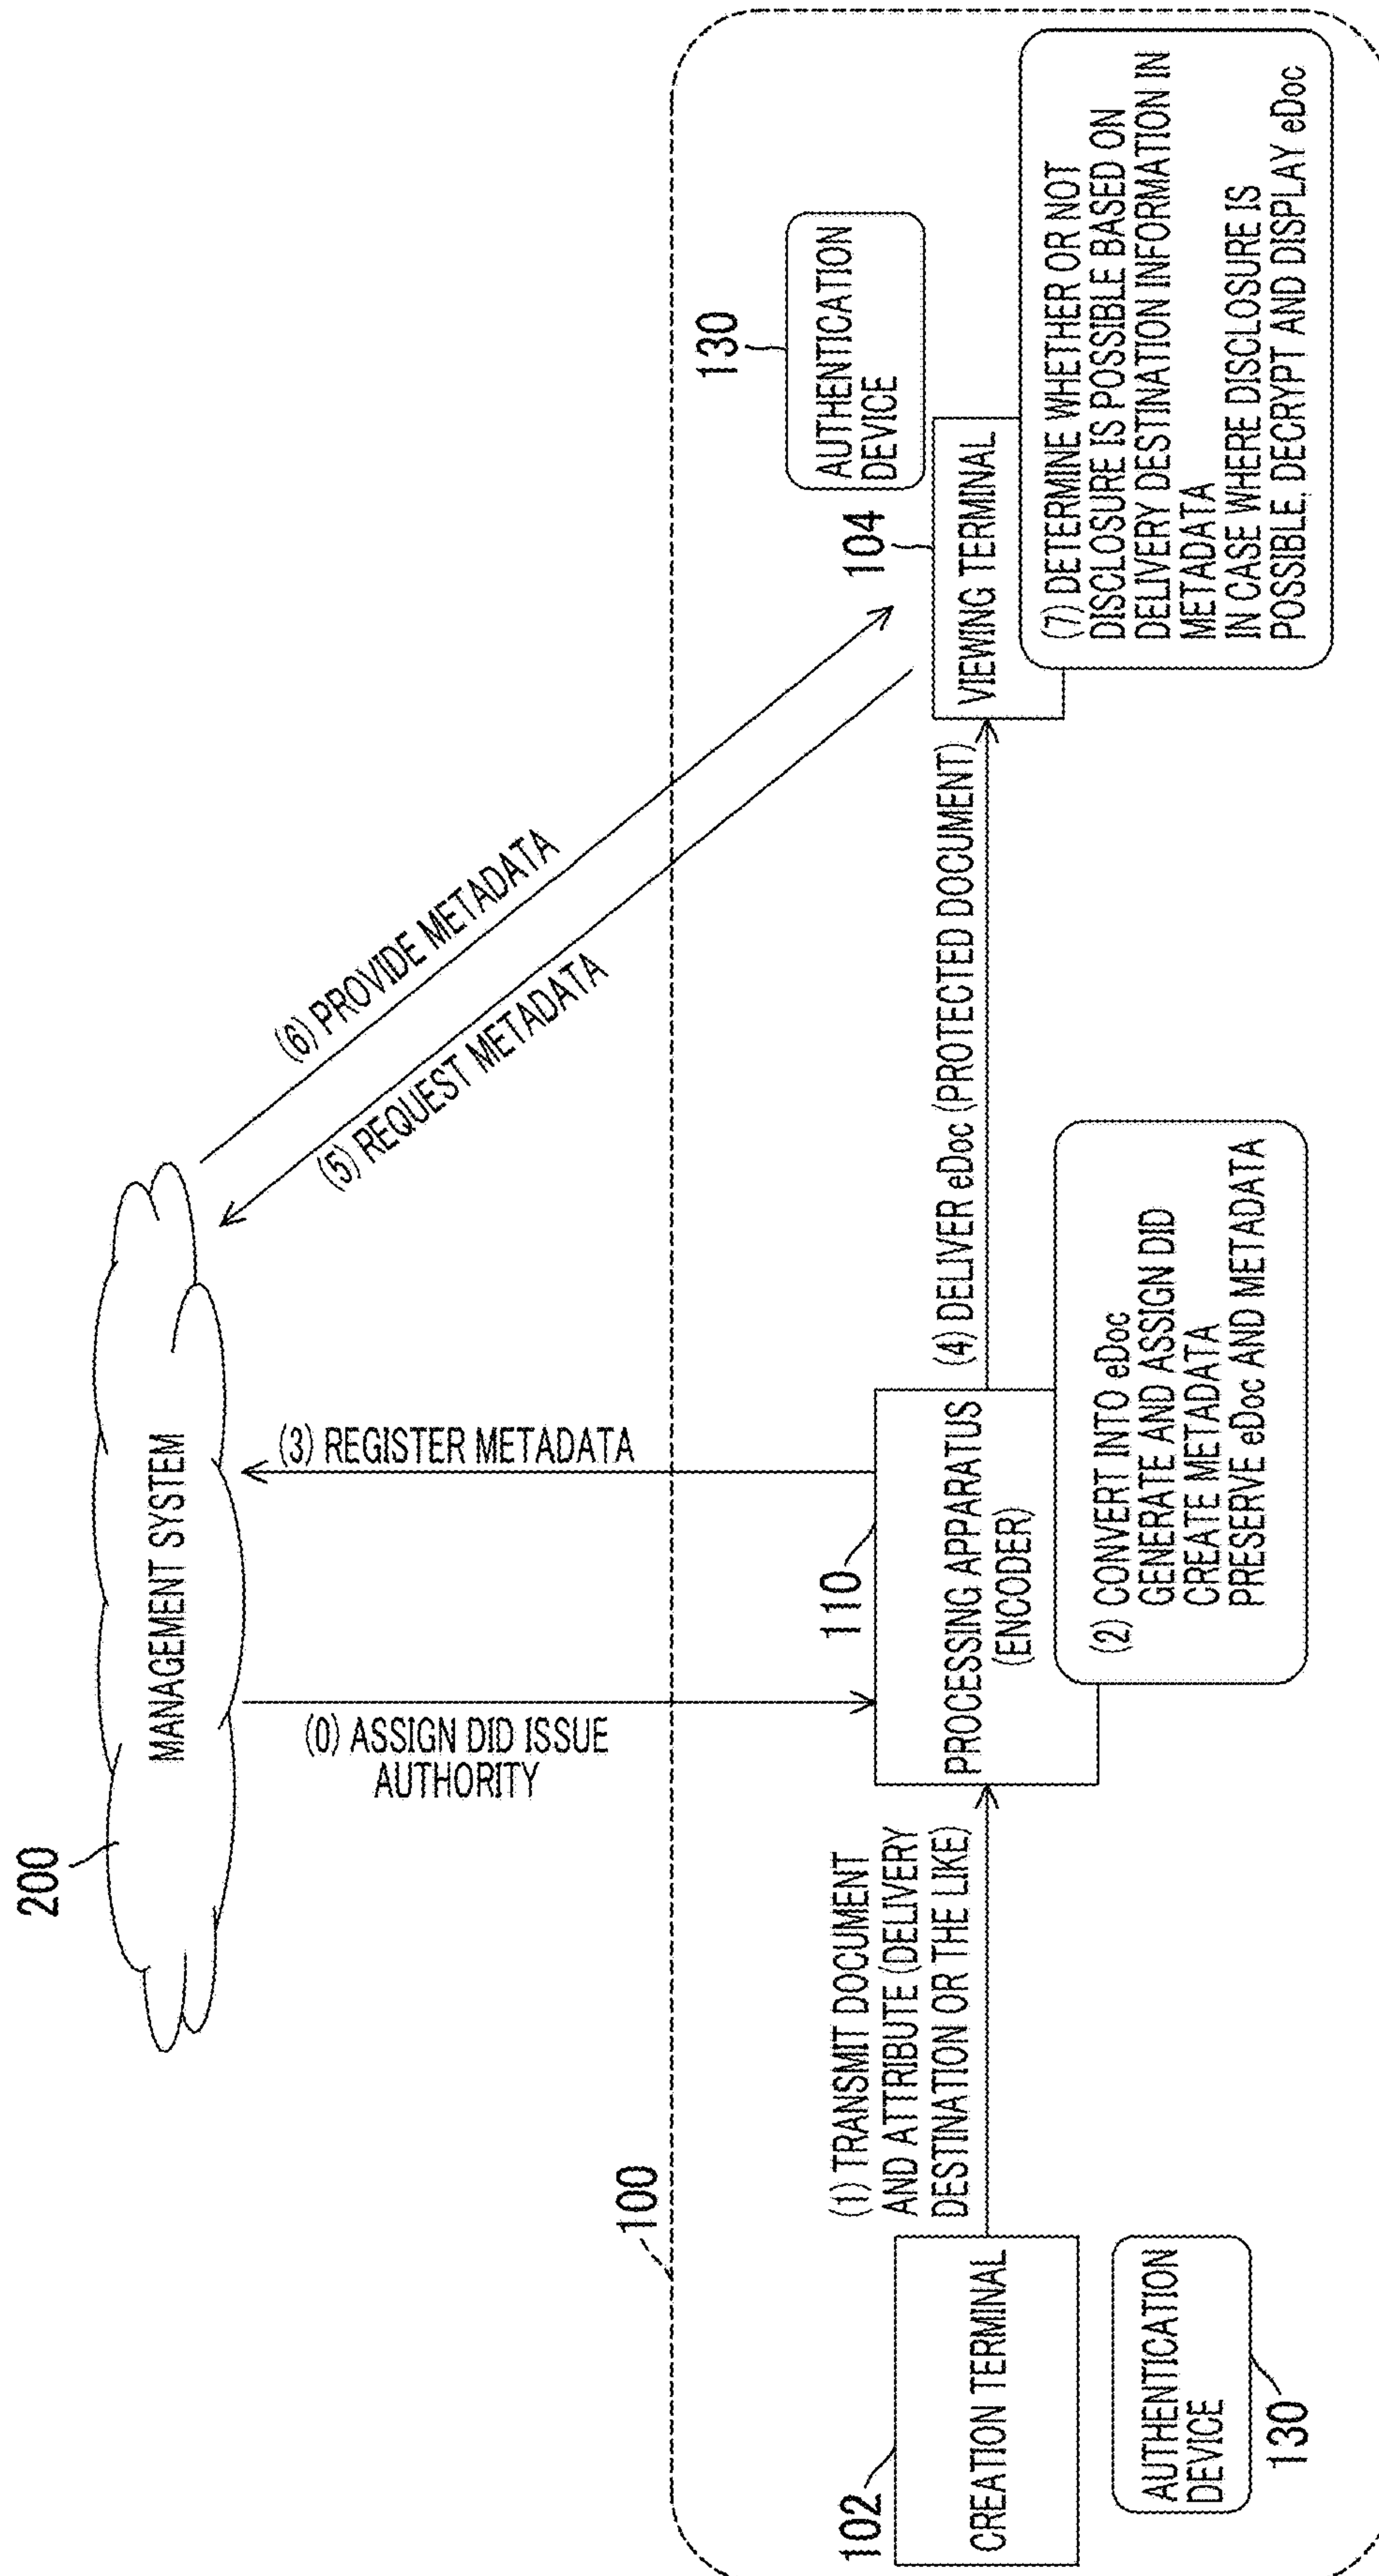 200
MANAGEMENT SYSTEM
(0) ASSIGN DID ISSUE
AUTHORITY
(3) REGISTER METADATA
(6) PROVIDE METADATA
(5) REQUEST METADATA
100
102
CREATION TERMINAL
AUTHENTICATION
DEVICE
130
(1) TRANSMIT DOCUMENT
AND ATTRIBUTE (DELIVERY
DESTINATION OR THE LIKE)
110
PROCESSING APPARATUS
(ENCODER)
(2) CONVERT INTO eDoc
GENERATE AND ASSIGN DID
CREATE METADATA
PRESERVE eDoc AND METADATA
(4) DELIVER eDoc (PROTECTED DOCUMENT)
130
AUTHENTICATION
DEVICE
104
VIEWING TERMINAL
(7) DETERMINE WHETHER OR NOT
DISCLOSURE IS POSSIBLE BASED ON
DELIVERY DESTINATION INFORMATION IN
METADATA
IN CASE WHERE DISCLOSURE IS
POSSIBLE, DECRYPT AND DISPLAY eDoc